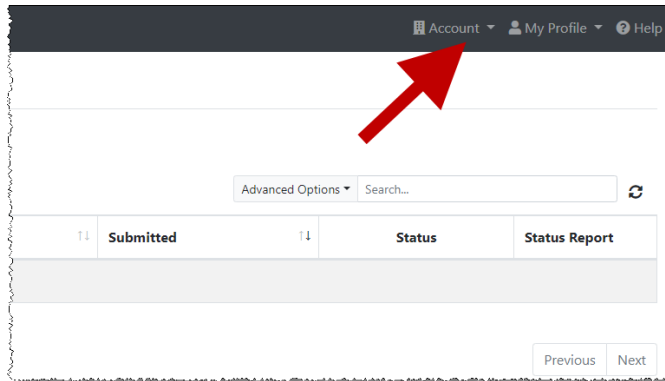 Account My Profile Help
Advanced Options Search...
Submitted Status Status Report
Previous Next